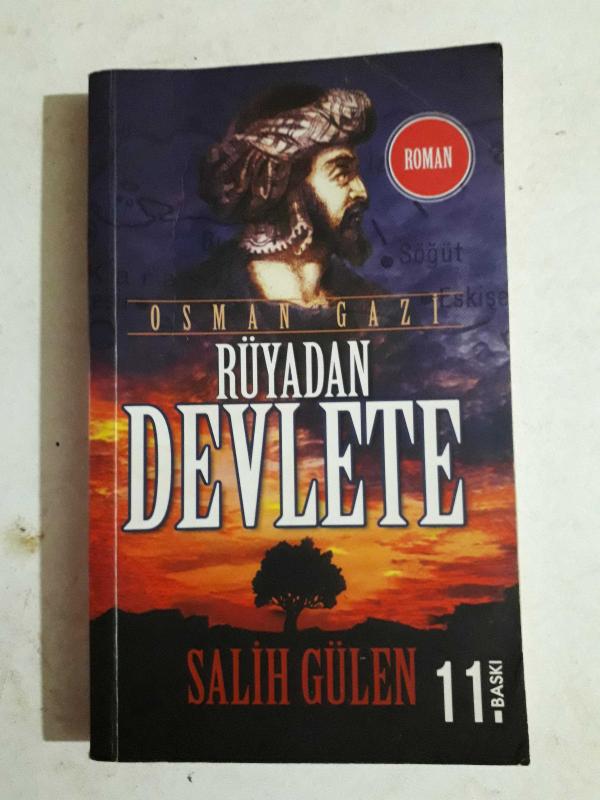 ROMAN
Söğüt
Eskişe
OSMAN GAZİ
RÜYADAN
DEVLETE
SALİH GÜLEN
11.
BASKI